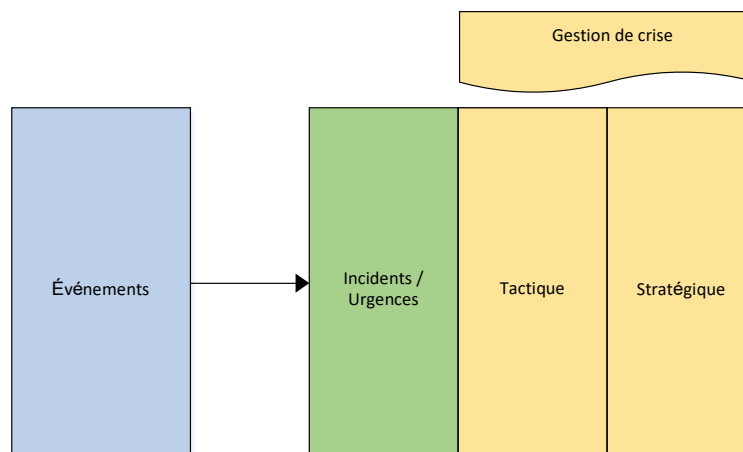 Gestion de crise
Événements
Incidents /
Urgences
Tactique
Stratégique